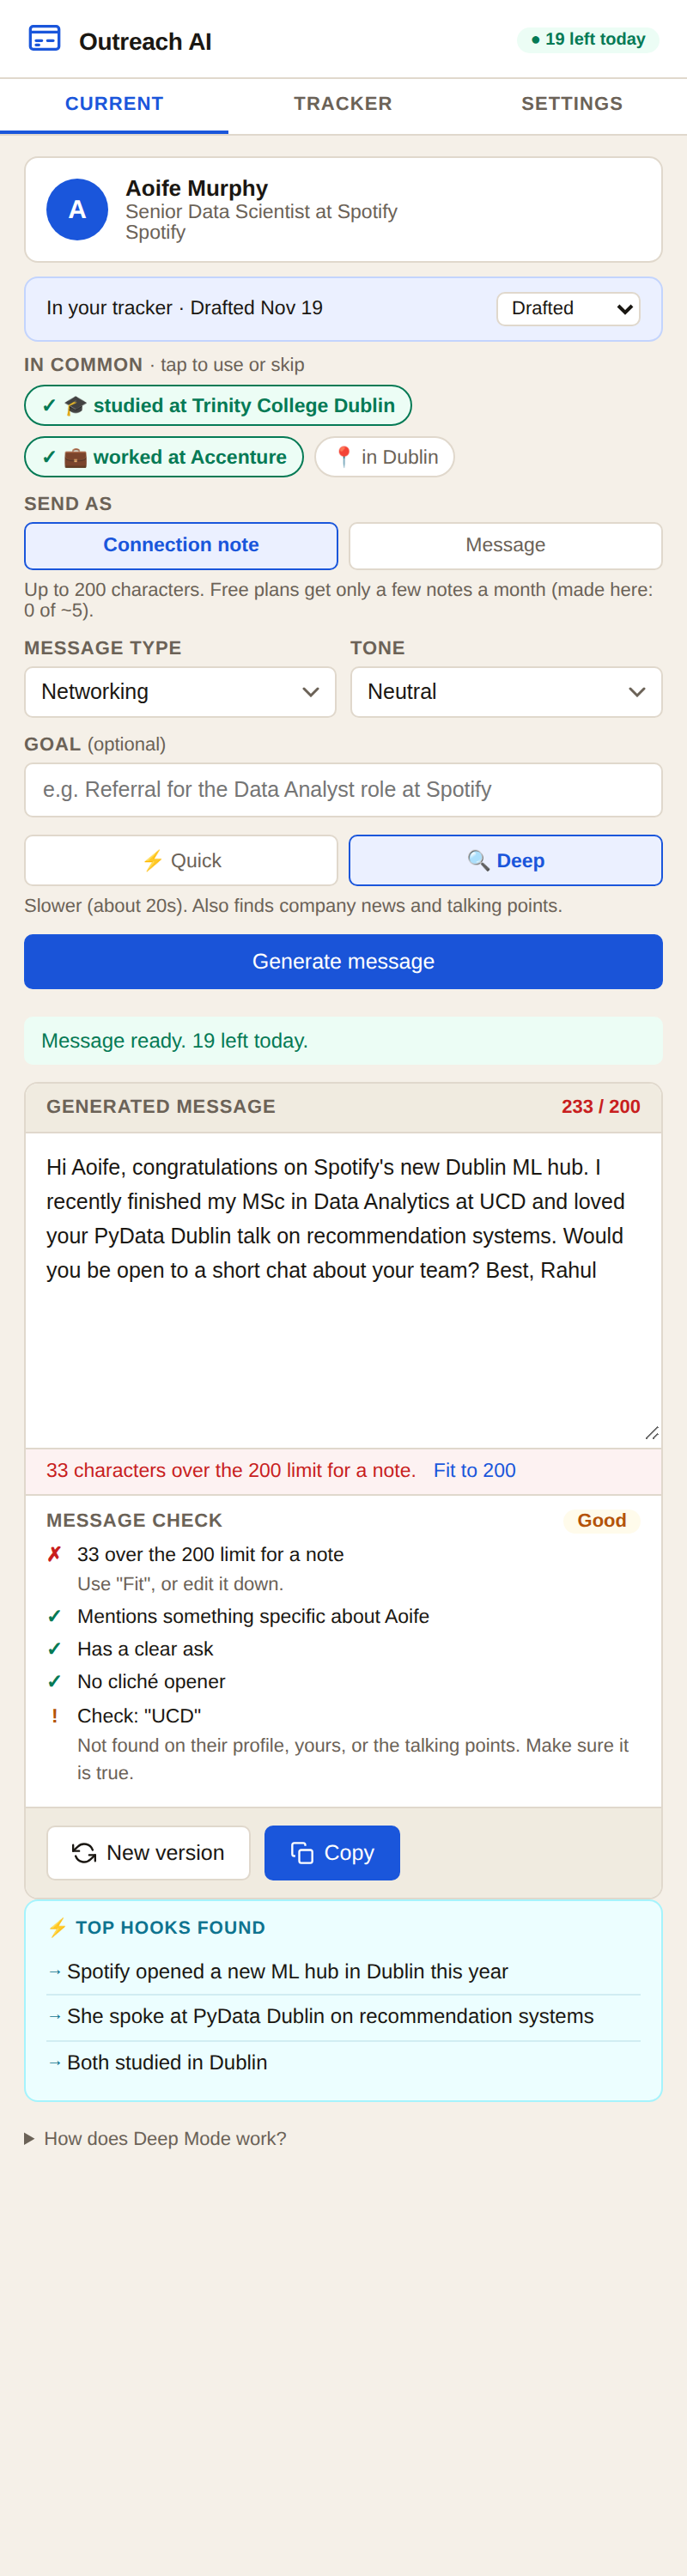 Outreach AI
● 19 left today
CURRENT
TRACKER
SETTINGS
A
Aoife Murphy
Senior Data Scientist at Spotify
Spotify
In your tracker · Drafted Nov 19
Drafted
IN COMMON · tap to use or skip
✓ 🎓 studied at Trinity College Dublin
✓ 💼 worked at Accenture
📍 in Dublin
SEND AS
Connection note
Message
Up to 200 characters. Free plans get only a few notes a month (made here:
0 of ~5).
MESSAGE TYPE
TONE
Networking
Neutral
GOAL (optional)
e.g. Referral for the Data Analyst role at Spotify
⚡ Quick
🔍 Deep
Slower (about 20s). Also finds company news and talking points.
Generate message
Message ready. 19 left today.
GENERATED MESSAGE
233 / 200
Hi Aoife, congratulations on Spotify's new Dublin ML hub. I
recently finished my MSc in Data Analytics at UCD and loved
your PyData Dublin talk on recommendation systems. Would
you be open to a short chat about your team? Best, Rahul
33 characters over the 200 limit for a note. Fit to 200
MESSAGE CHECK
Good
✗ 33 over the 200 limit for a note
Use "Fit", or edit it down.
✓ Mentions something specific about Aoife
✓ Has a clear ask
✓ No cliché opener
! Check: "UCD"
Not found on their profile, yours, or the talking points. Make sure it
is true.
New version
Copy
⚡ TOP HOOKS FOUND
→ Spotify opened a new ML hub in Dublin this year
→ She spoke at PyData Dublin on recommendation systems
→ Both studied in Dublin
▶ How does Deep Mode work?